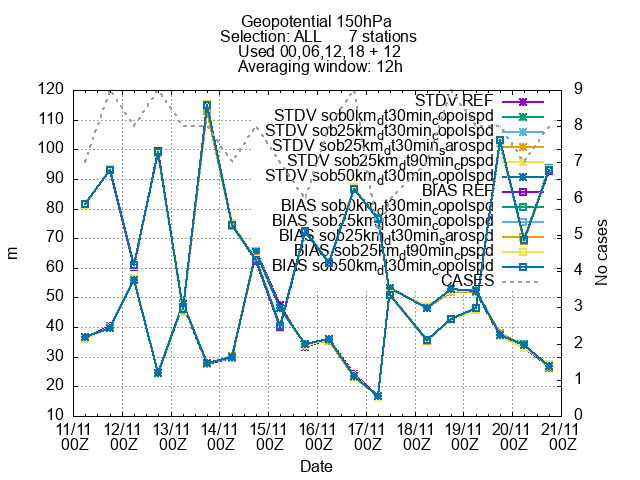 Geopotential 150hPa
Selection: ALL 7 stations
Used 00,06,12,18 + 12
Averaging window: 12h
120
110
100
90
80
70
60
50
40
30
20
10
m
9
8
7
6
5
4
3
2
1
0
No cases
STDV REF
STDV sob0km_dt30min_copolspd
STDV sob25km_dt30min_copolspd
STDV sob25km_dt30min_sarospd
STDV sob25km_dt90min_cpspd
STDV sob50km_dt30min_copolspd
BIAS REF
BIAS sob0km_dt30min_copolspd
BIAS sob25km_dt30min_copolspd
BIAS sob25km_dt30min_sarospd
BIAS sob25km_dt90min_cpspd
BIAS sob50km_dt30min_copolspd
CASES
11/11 12/11 13/11 14/11 15/11 16/11 17/11 18/11 19/11 20/11 21/11
00Z 00Z 00Z 00Z 00Z 00Z 00Z 00Z 00Z 00Z 00Z
Date